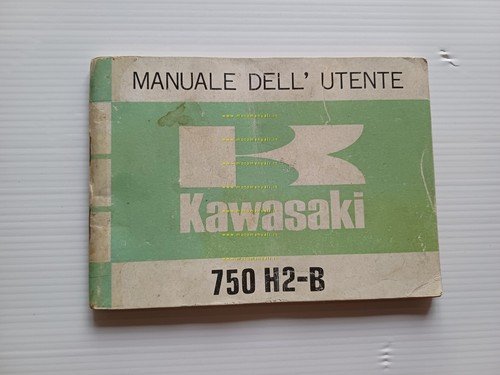 MANUALE DELL' UTENTE
Kawasaki
750 H2-B